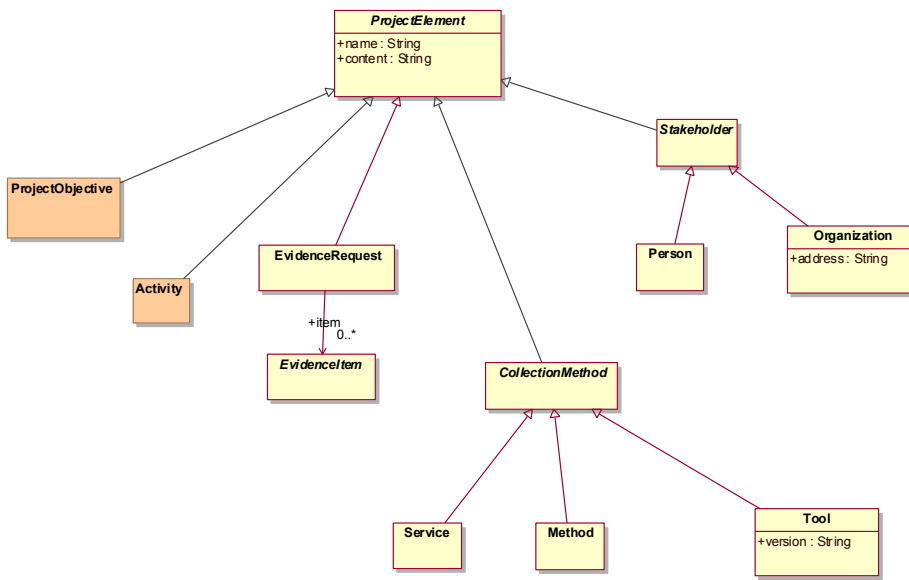 ProjectElement
+name : String
+content : String
Stakeholder
ProjectObjective
Organization
+address : String
Person
EvidenceRequest
Activity
+item
0..*
EvidenceItem
CollectionMethod
Tool
+version : String
Service
Method